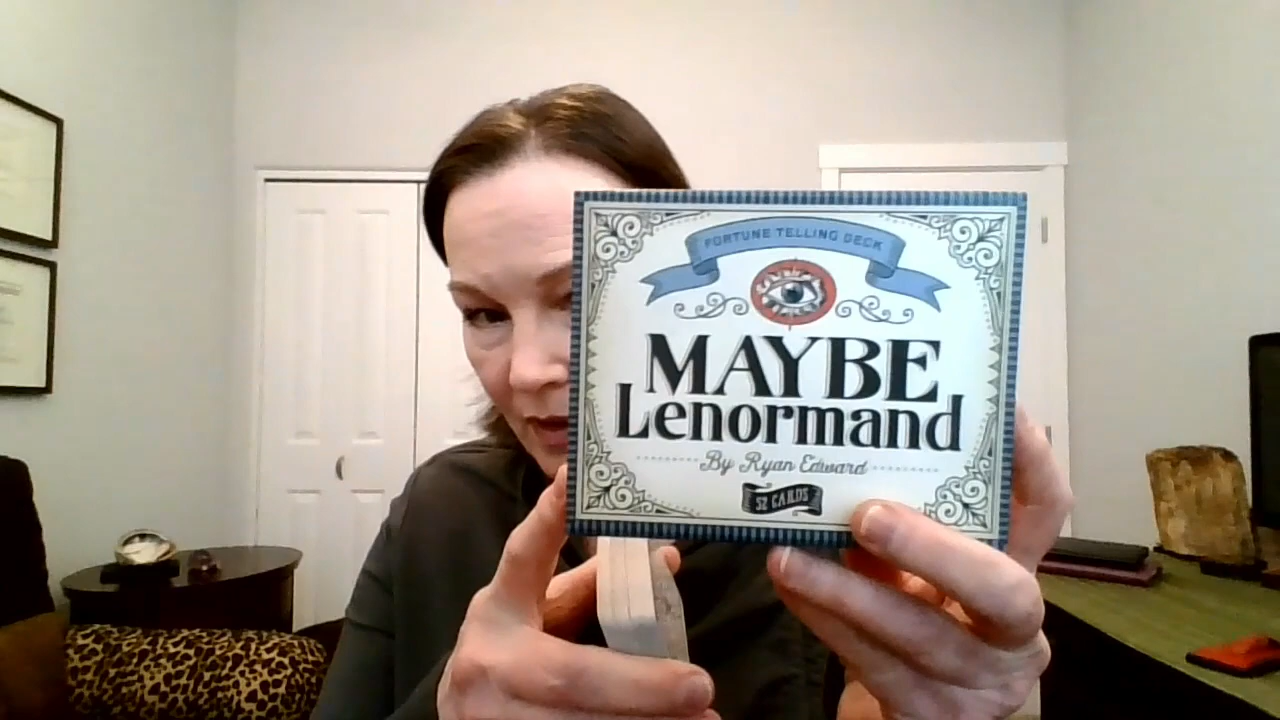 FORTUNE TELLING DECK
MAYBE
Lenormand
By Ryan Edward
52 CARDS